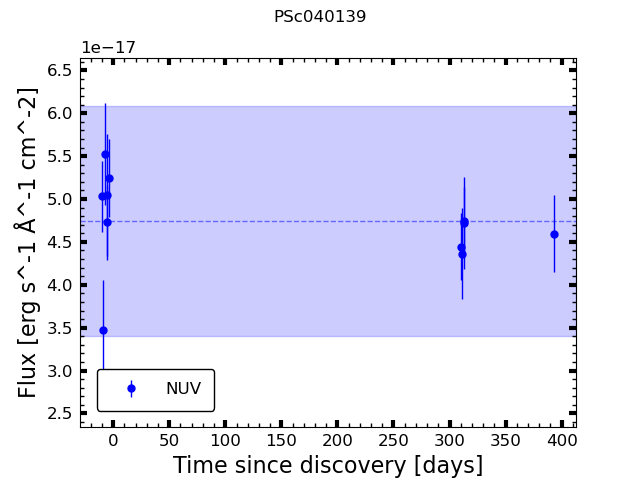 PSc040139
1e−17
6.5
6.0
5.5
5.0
4.5
4.0
3.5
3.0
2.5
Flux [erg s^-1 Å^-1 cm^-2]
NUV
0 50 100 150 200 250 300 350 400
Time since discovery [days]